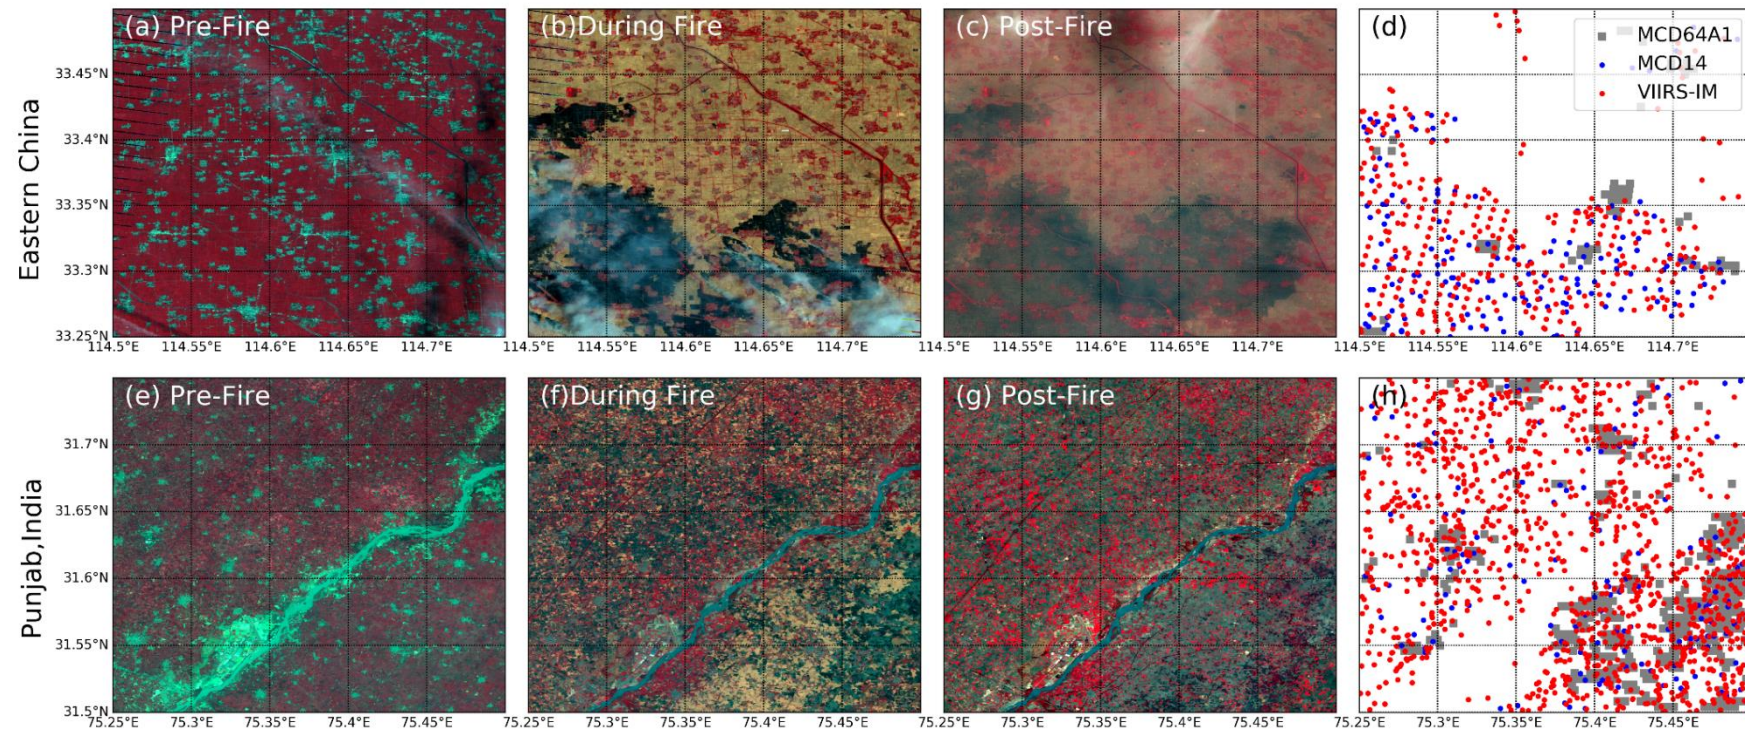 (a) Pre-Fire
(b)During Fire
(c) Post-Fire
(d)
MCD64A1
MCD14
VIIRS-IM
Eastern China
33.45°N
33.4°N
33.35°N
33.3°N
33.25°N
114.5°E 114.55°E 114.6°E 114.65°E 114.7°E
114.5°E 114.55°E 114.6°E 114.65°E 114.7°E
114.5°E 114.55°E 114.6°E 114.65°E 114.7°E
114.5°E 114.55°E 114.6°E 114.65°E 114.7°E
(e) Pre-Fire
(f)During Fire
(g) Post-Fire
(h)
Punjab,India
31.7°N
31.65°N
31.6°N
31.55°N
31.5°N
75.25°E 75.3°E 75.35°E 75.4°E 75.45°E
75.25°E 75.3°E 75.35°E 75.4°E 75.45°E
75.25°E 75.3°E 75.35°E 75.4°E 75.45°E
75.25°E 75.3°E 75.35°E 75.4°E 75.45°E